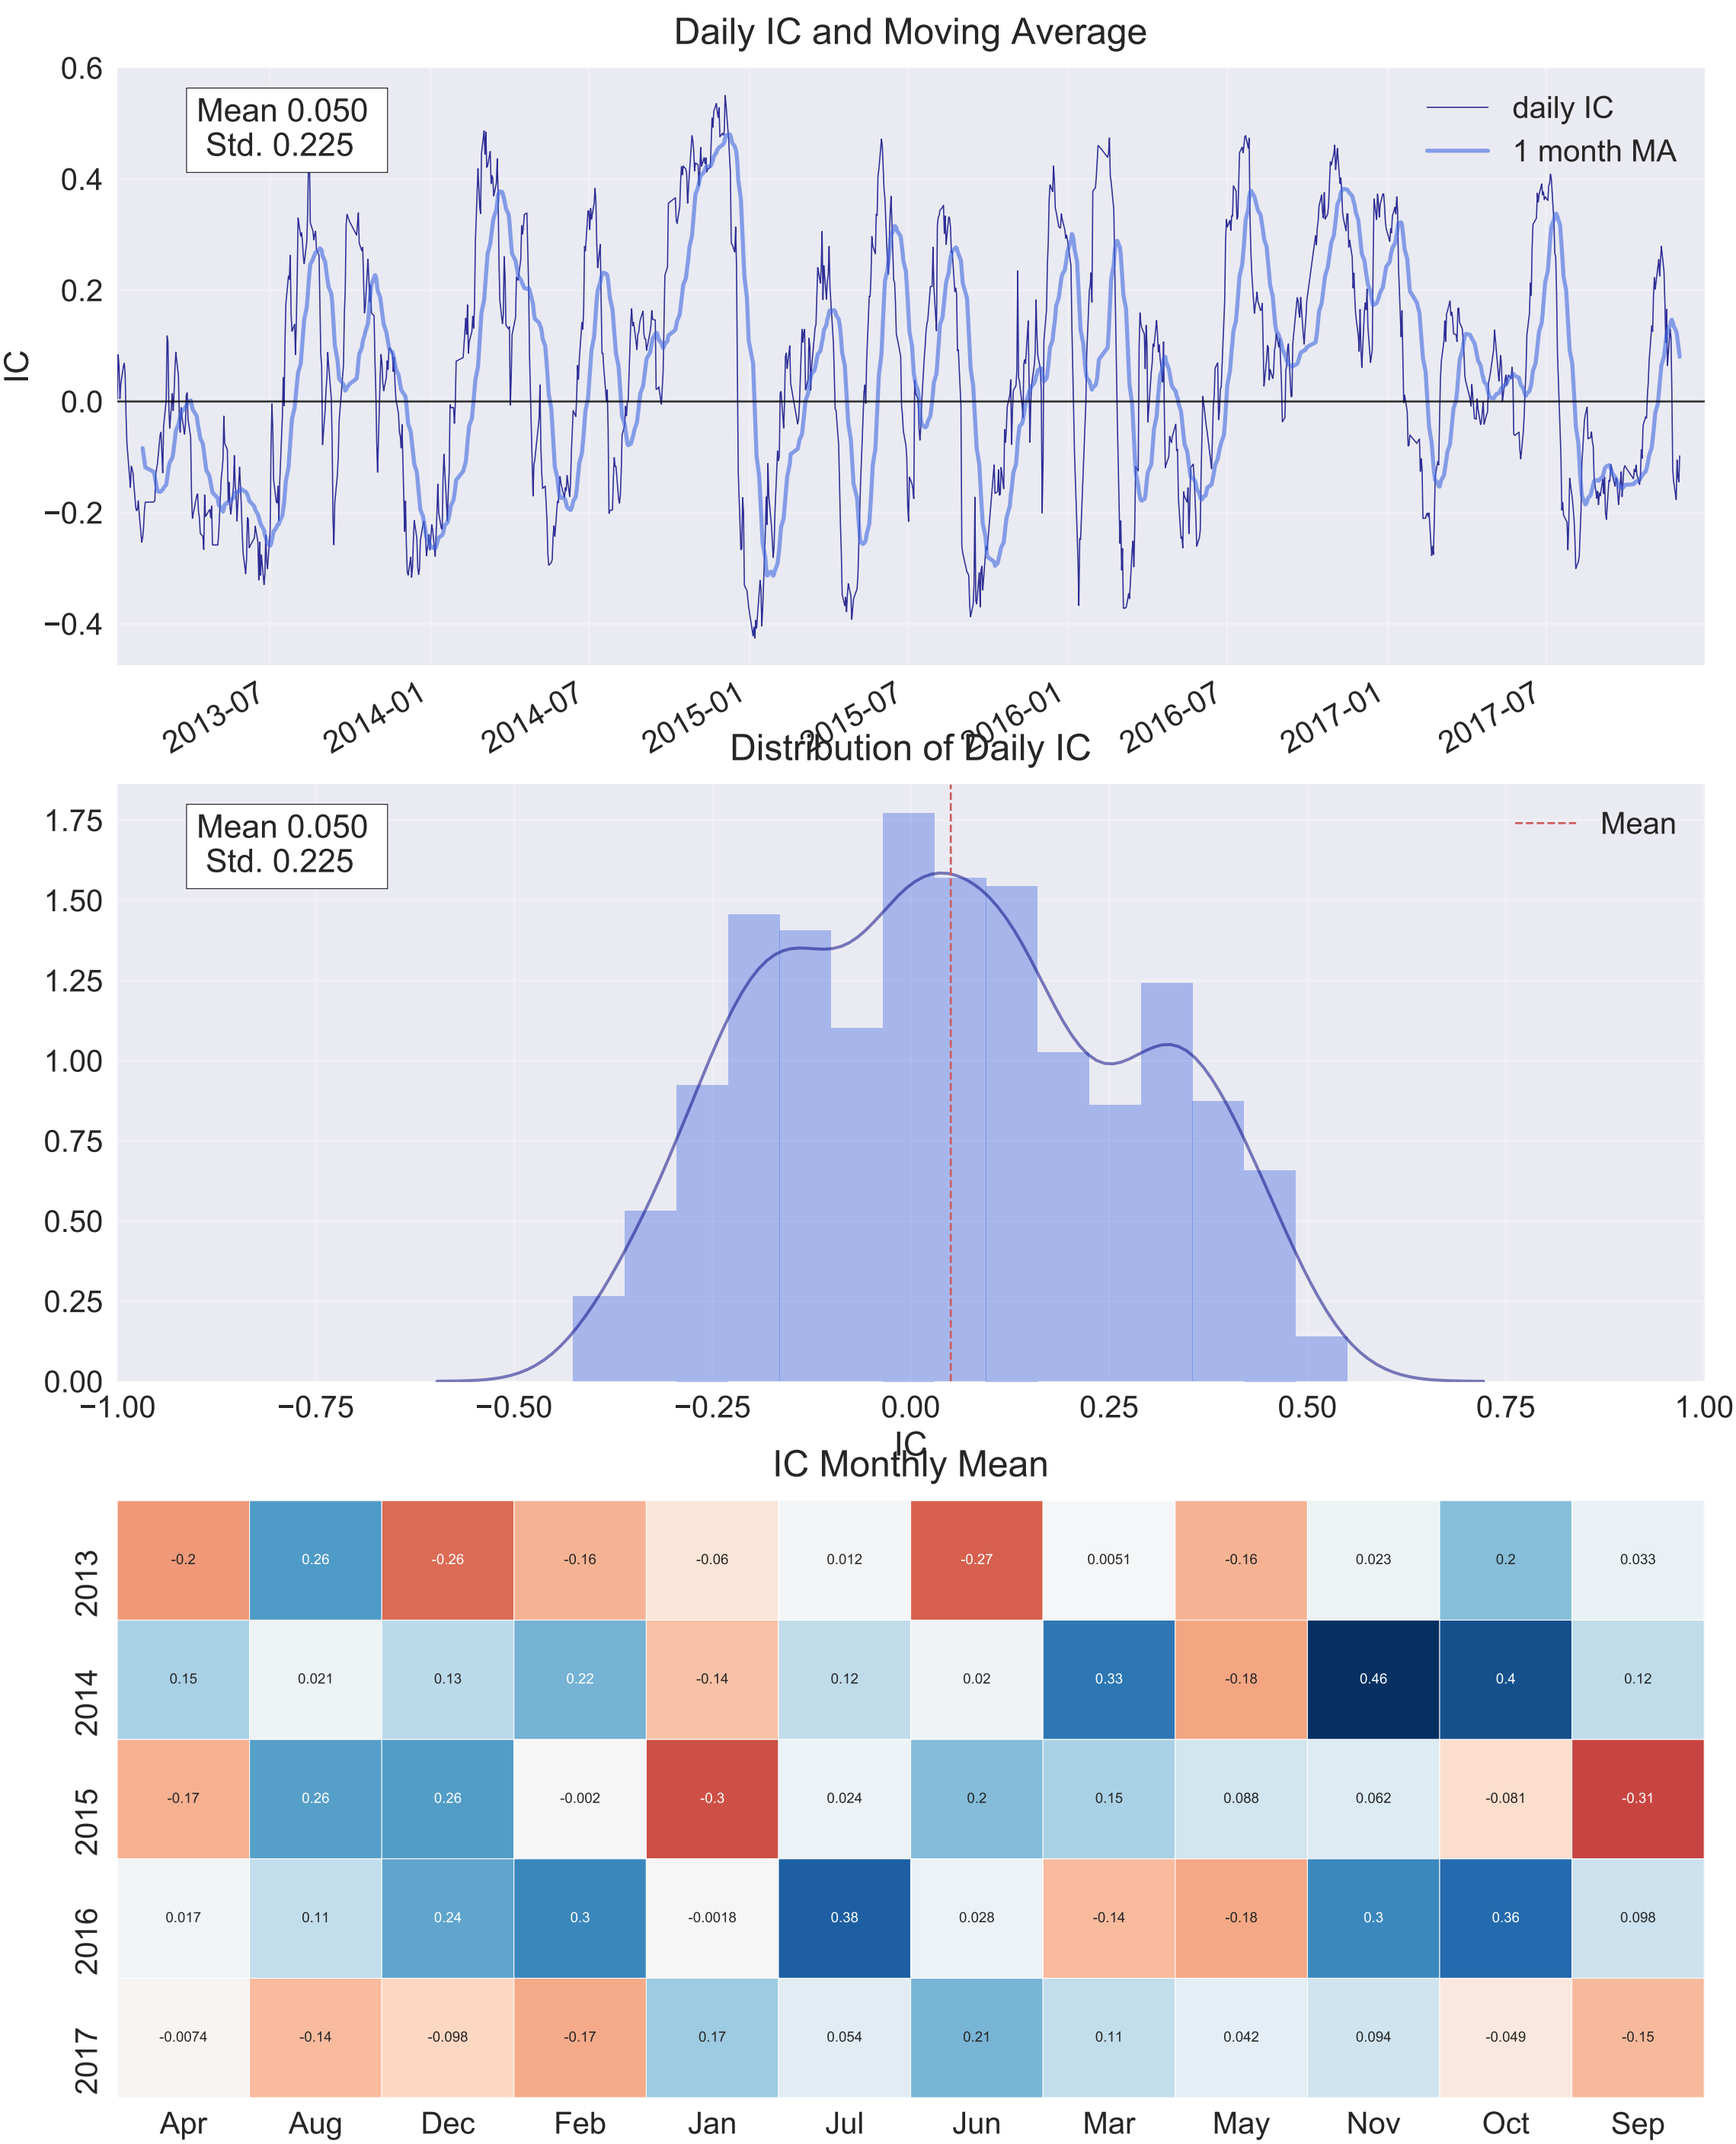 Daily IC and Moving Average
0.6
0.4
0.2
0.0
−0.2
−0.4
IC
Mean 0.050
Std. 0.225
daily IC
1 month MA
2013-07 2014-01 2014-07 2015-01 2015-07 2016-01 2016-07 2017-01 2017-07
Distribution of Daily IC
1.75
1.50
1.25
1.00
0.75
0.50
0.25
0.00
Mean 0.050
Std. 0.225
Mean
−1.00 −0.75 −0.50 −0.25 0.00 0.25 0.50 0.75 1.00
IC
IC Monthly Mean
2013 -0.2 0.26 -0.26 -0.16 -0.06 0.012 -0.27 0.0051 -0.16 0.023 0.2 0.033
2014 0.15 0.021 0.13 0.22 -0.14 0.12 0.02 0.33 -0.18 0.46 0.4 0.12
2015 -0.17 0.26 0.26 -0.002 -0.3 0.024 0.2 0.15 0.088 0.062 -0.081 -0.31
2016 0.017 0.11 0.24 0.3 -0.0018 0.38 0.028 -0.14 -0.18 0.3 0.36 0.098
2017 -0.0074 -0.14 -0.098 -0.17 0.17 0.054 0.21 0.11 0.042 0.094 -0.049 -0.15
Apr Aug Dec Feb Jan Jul Jun Mar May Nov Oct Sep